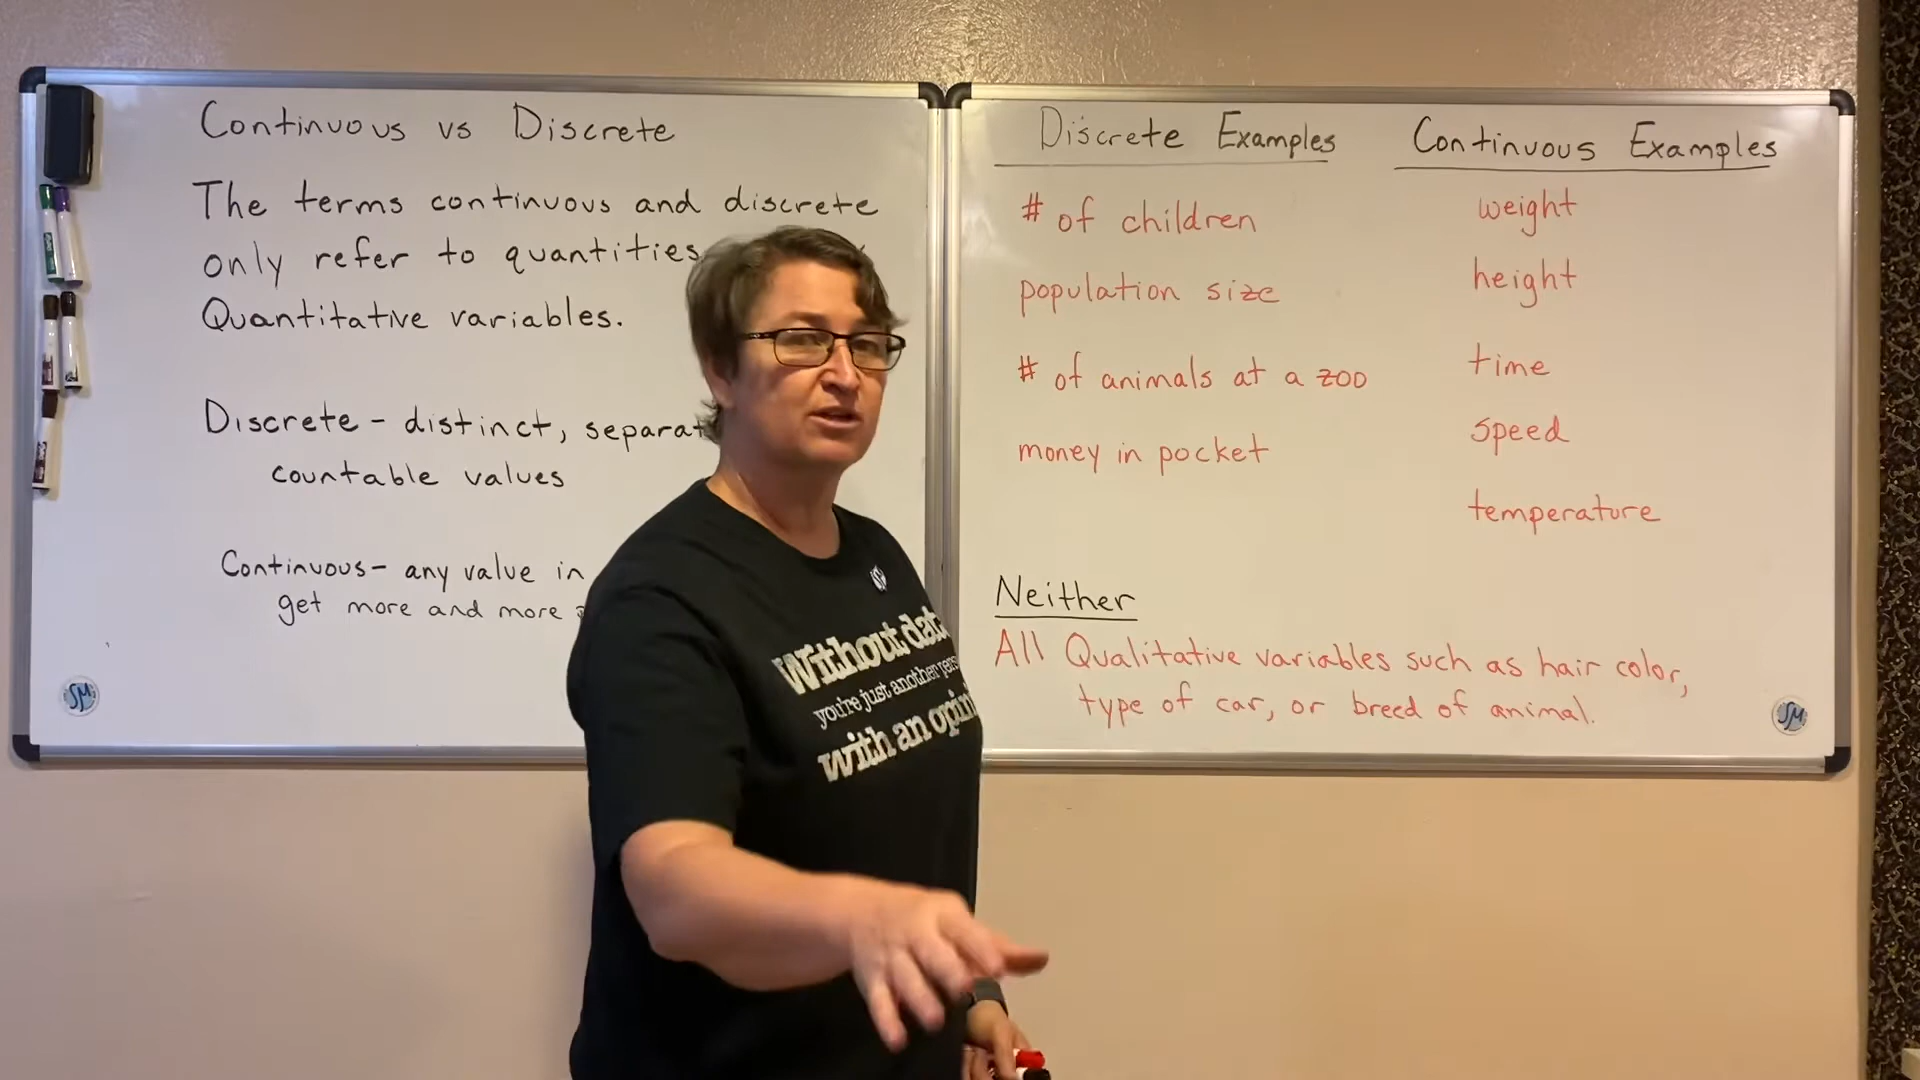 Continuous vs Discrete
The terms continuous and discrete
only refer to quantities
Quantitative variables.
Discrete - distinct, separat
countable values
Continuous - any value in
get more and more
SM
Discrete Examples
# of children
population size
# of animals at a zoo
money in pocket
Continuous Examples
weight
height
time
speed
temperature
Neither
All Qualitative variables such as hair color,
type of car, or breed of animal.
SM
Without data
you're just another pers
with an opin